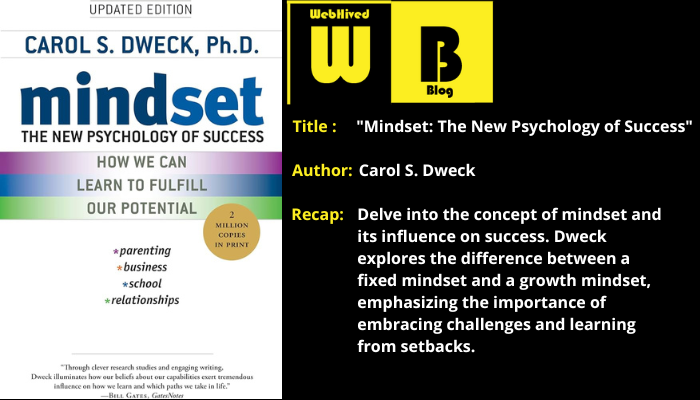 UPDATED EDITION
CAROL S. DWECK, Ph.D.
mindset
THE NEW PSYCHOLOGY OF SUCCESS
HOW WE CAN
LEARN TO FULFILL
OUR POTENTIAL
2
MILLION
COPIES
IN PRINT
*parenting
*business
*school
*relationships
"Through clever research studies and engaging writing,
Dweck illuminates how our beliefs about our capabilities exert tremendous
influence on how we learn and which paths we take in life."
—BILL GATES, GatesNotes
WebHived
W
B
Blog
Title : "Mindset: The New Psychology of Success"
Author: Carol S. Dweck
Recap: Delve into the concept of mindset and
its influence on success. Dweck
explores the difference between a
fixed mindset and a growth mindset,
emphasizing the importance of
embracing challenges and learning
from setbacks.